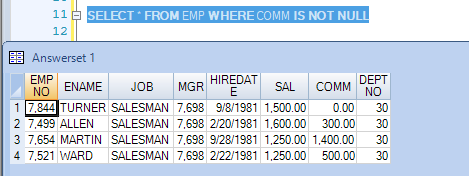 11 SELECT * FROM EMP WHERE COMM IS NOT NULL
12
Answerset 1
EMP NO ENAME JOB MGR HIREDATE SAL COMM DEPT NO
1 7,844 TURNER SALESMAN 7,698 9/8/1981 1,500.00 0.00 30
2 7,499 ALLEN SALESMAN 7,698 2/20/1981 1,600.00 300.00 30
3 7,654 MARTIN SALESMAN 7,698 9/28/1981 1,250.00 1,400.00 30
4 7,521 WARD SALESMAN 7,698 2/22/1981 1,250.00 500.00 30